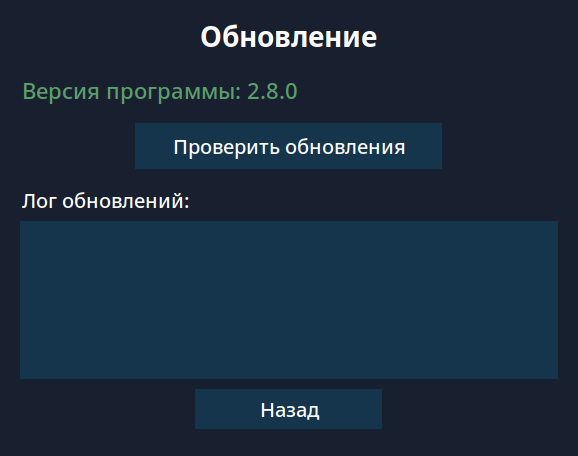 Обновление
Версия программы: 2.8.0
Проверить обновления
Лог обновлений:
Назад